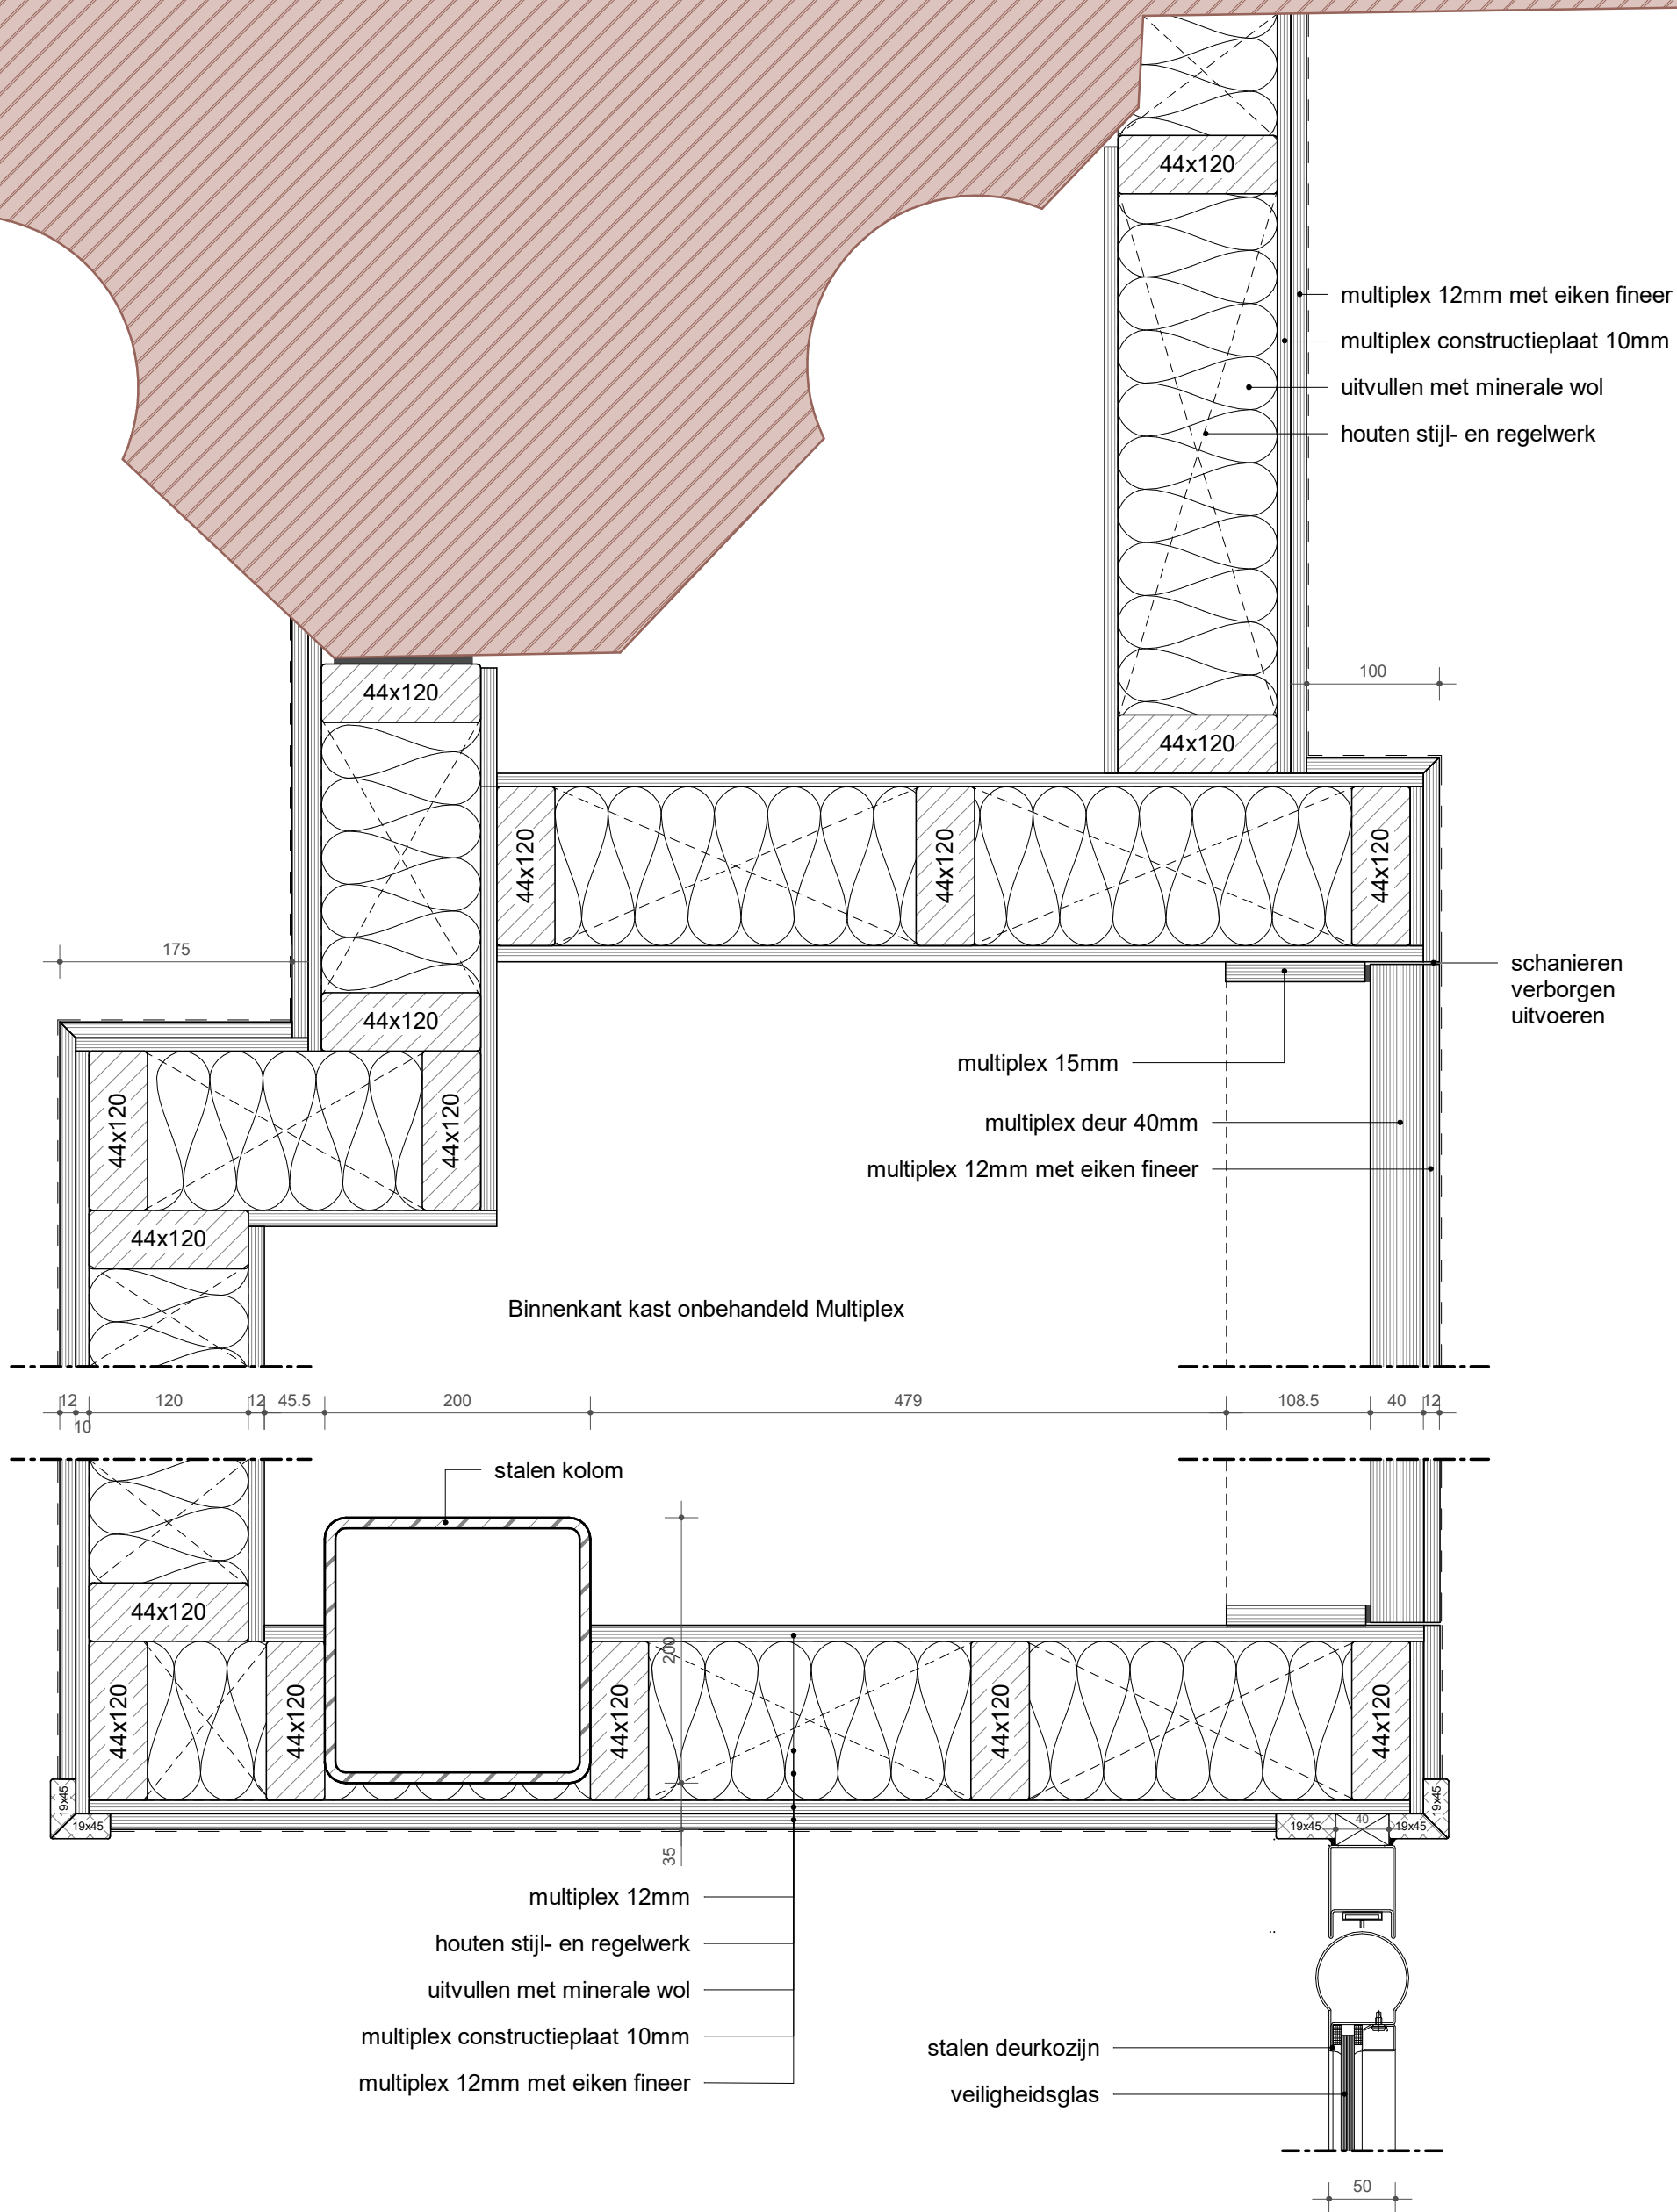 44x120
multiplex 12mm met eiken fineer
multiplex constructieplaat 10mm
uitvullen met minerale wol
houten stijl- en regelwerk
100
44x120
44x120
44x120
44x120
44x120
175
schanieren
verborgen
uitvoeren
44x120
multiplex 15mm
44x120
44x120
multiplex deur 40mm
multiplex 12mm met eiken fineer
44x120
Binnenkant kast onbehandeld Multiplex
12
10
120
12
45.5
200
479
108.5
40
12
stalen kolom
44x120
200
44x120
44x120
44x120
44x120
44x120
19x45
19x45
19x45
40
19x45
19x45
35
multiplex 12mm
houten stijl- en regelwerk
uitvullen met minerale wol
multiplex constructieplaat 10mm
multiplex 12mm met eiken fineer
stalen deurkozijn
veiligheidsglas
50